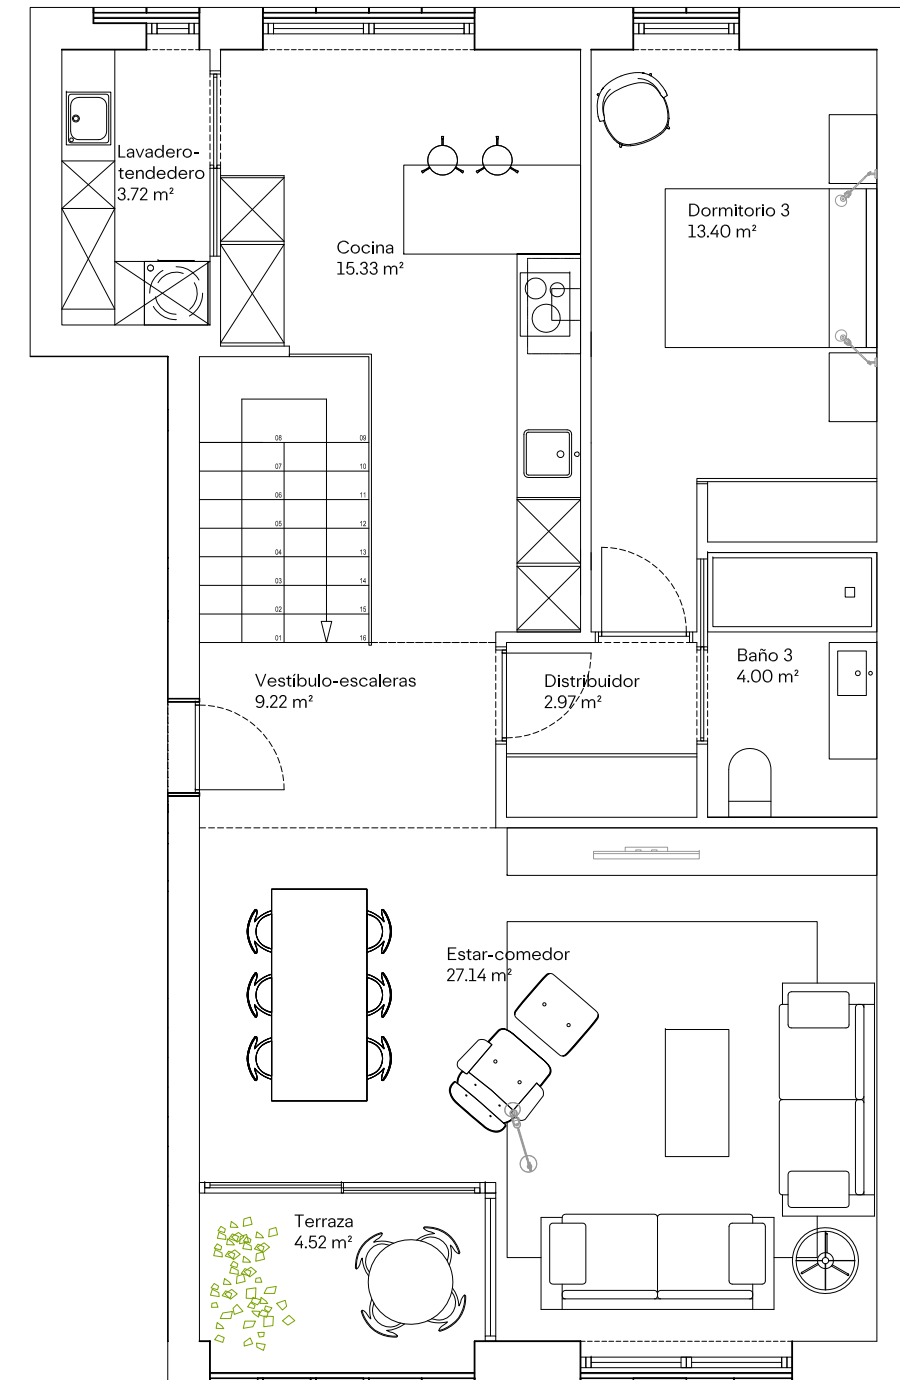 Lavadero-
tendedero
3.72 m²
Dormitorio 3
13.40 m²
Cocina
15.33 m²
08
09
07
10
06
11
05
12
04
13
03
14
02
15
01
16
Vestíbulo-escaleras
9.22 m²
Distribuidor
2.97 m²
Baño 3
4.00 m²
Estar-comedor
27.14 m²
Terraza
4.52 m²